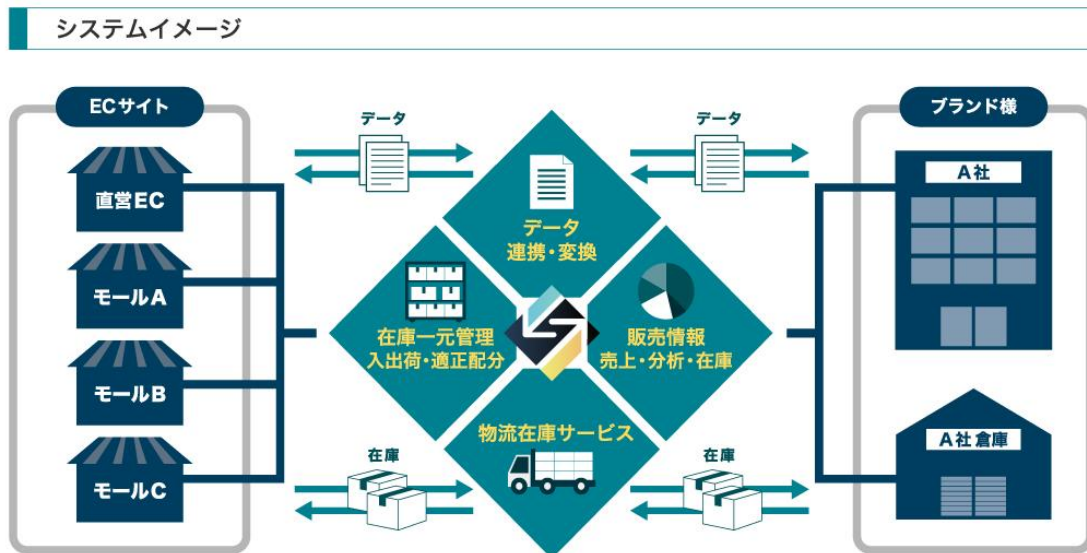 システムイメージ
ECサイト
直営EC
モールA
モールB
モールC
データ
データ
データ
連携・変換
在庫一元管理
入出荷・適正配分
販売情報
売上・分析・在庫
物流在庫サービス
在庫
在庫
ブランド様
A社
A社倉庫